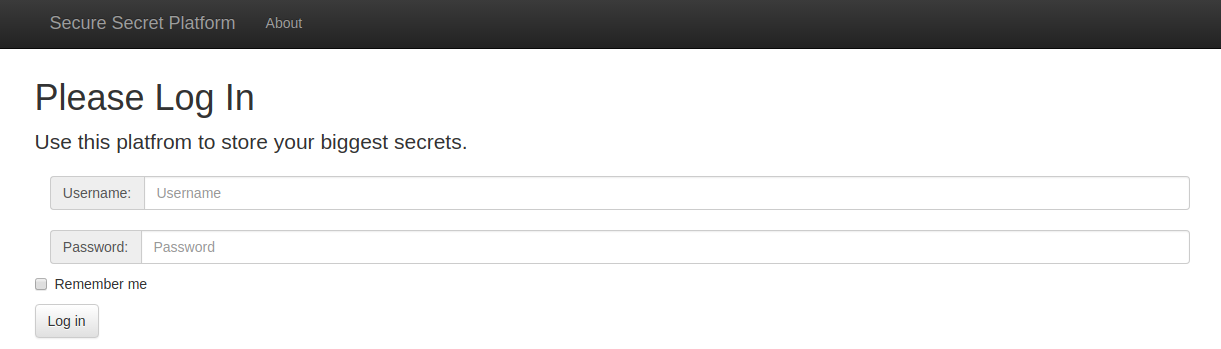 Secure Secret Platform About
Please Log In
Use this platfrom to store your biggest secrets.
Username: Username
Password: Password
Remember me
Log in